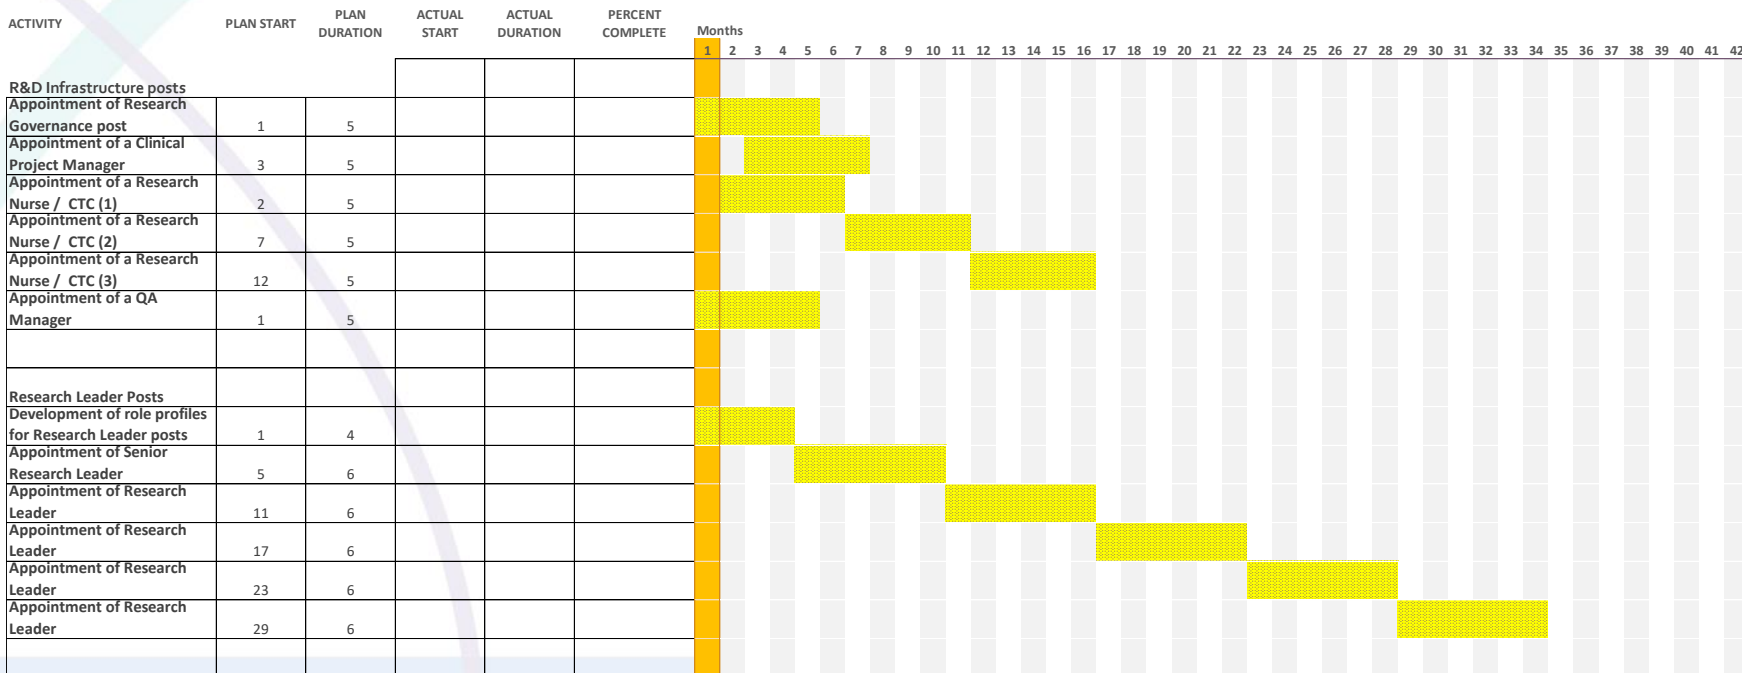 ACTIVITY PLAN START PLAN DURATION ACTUAL START ACTUAL DURATION PERCENT COMPLETE Months
1 2 3 4 5 6 7 8 9 10 11 12 13 14 15 16 17 18 19 20 21 22 23 24 25 26 27 28 29 30 31 32 33 34 35 36 37 38 39 40 41 42
R&D Infrastructure posts
Appointment of Research
Governance post 1 5
Appointment of a Clinical
Project Manager 3 5
Appointment of a Research
Nurse / CTC (1) 2 5
Appointment of a Research
Nurse / CTC (2) 7 5
Appointment of a Research
Nurse / CTC (3) 12 5
Appointment of a QA
Manager 1 5
Research Leader Posts
Development of role profiles
for Research Leader posts 1 4
Appointment of Senior
Research Leader 5 6
Appointment of Research
Leader 11 6
Appointment of Research
Leader 17 6
Appointment of Research
Leader 23 6
Appointment of Research
Leader 29 6